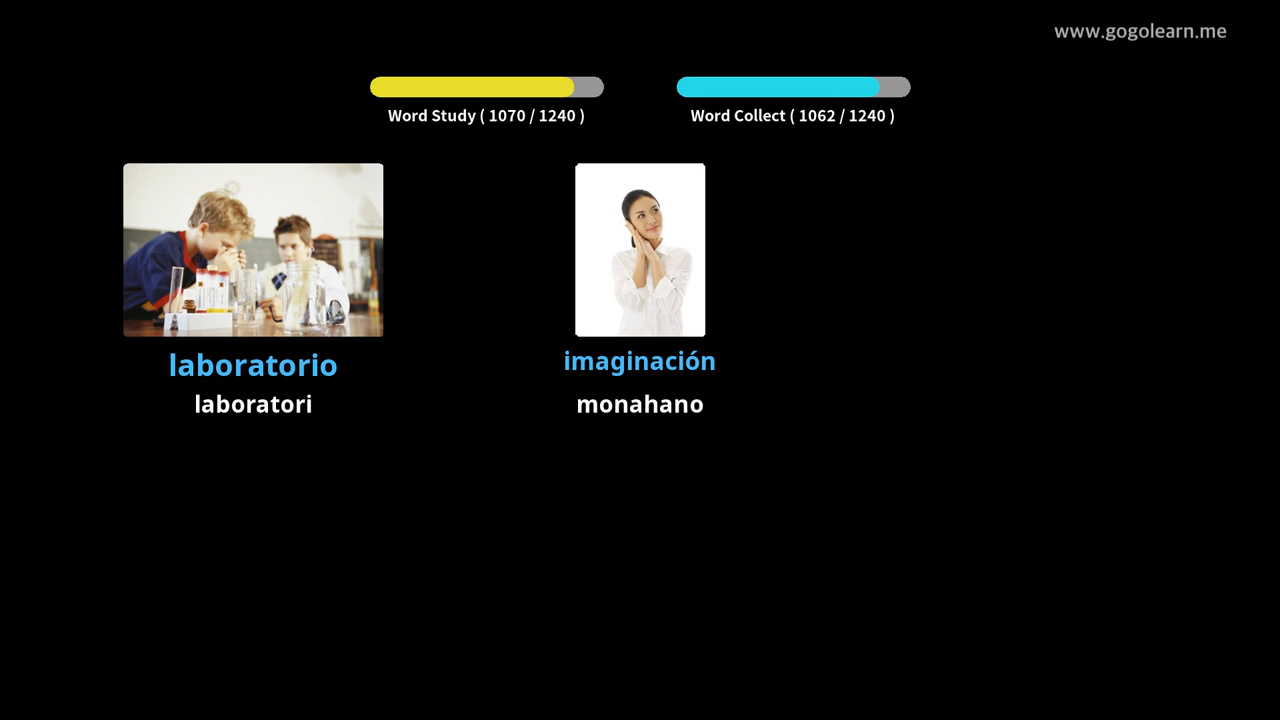 www.gogolearn.me
Word Study ( 1070 / 1240 )
Word Collect ( 1062 / 1240 )
laboratorio
laboratori
imaginación
monahano